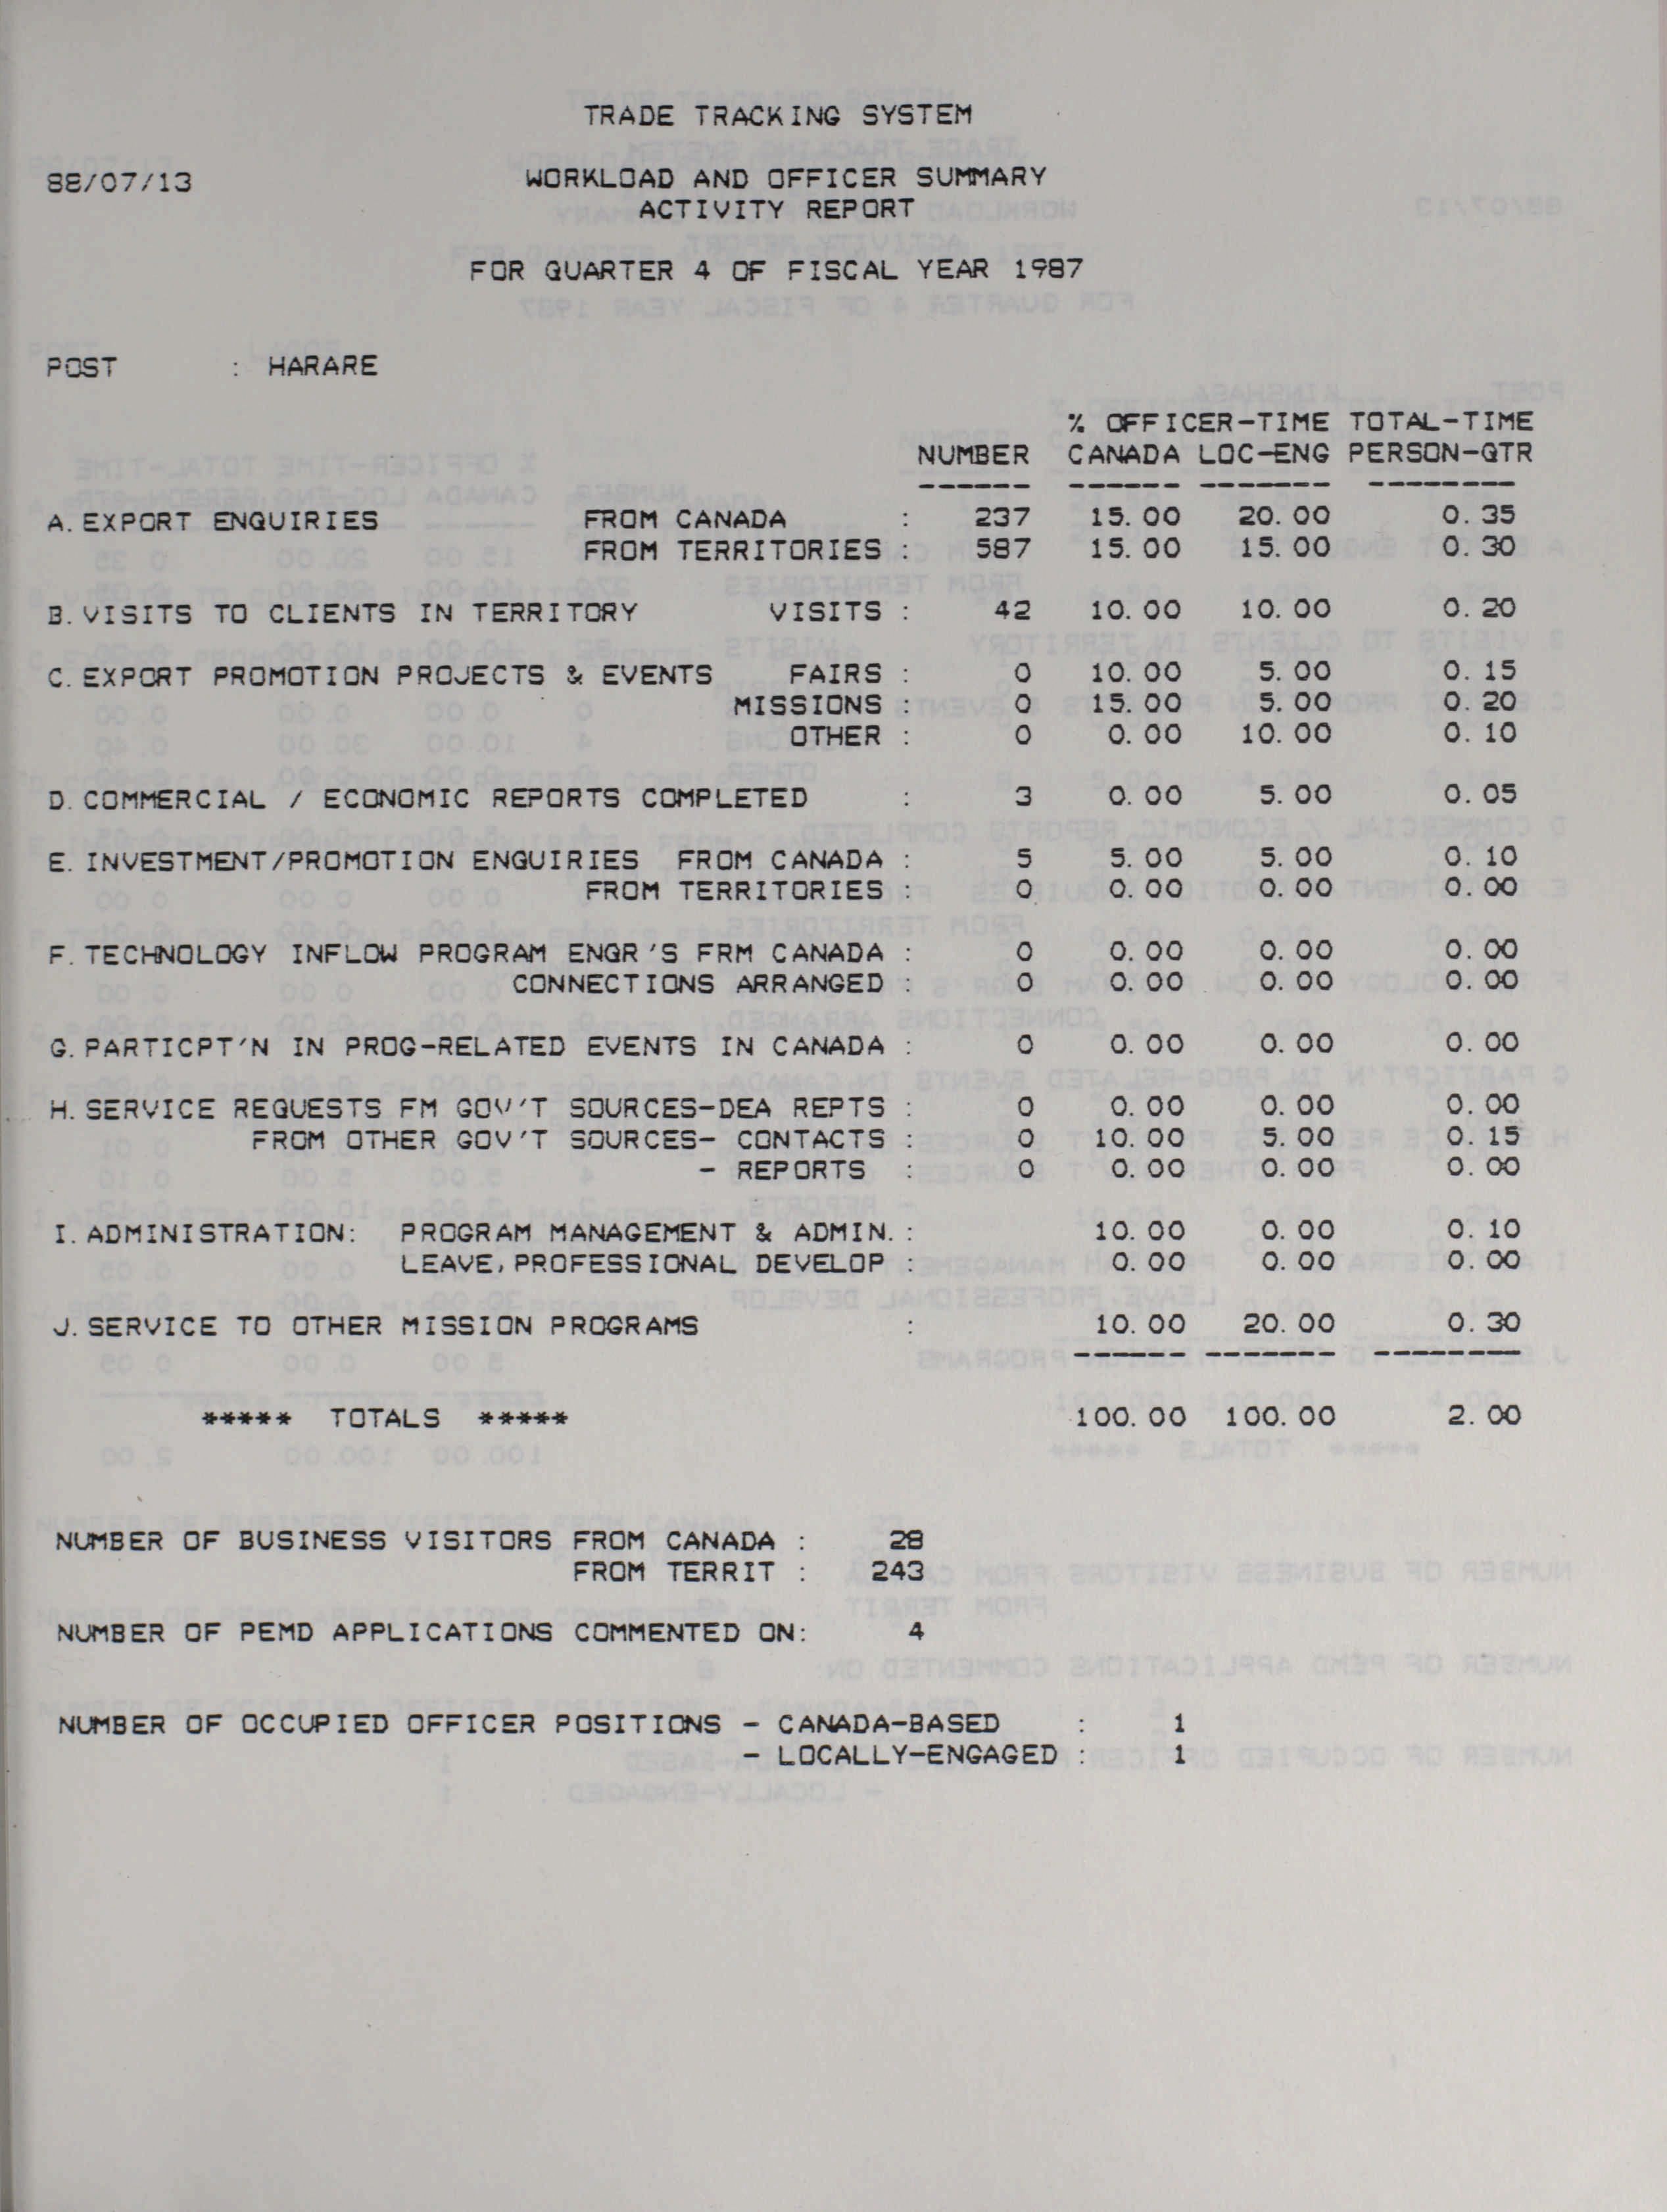 TRADE TRACKING SYSTEM
88/07/13 WORKLOAD AND OFFICER SUMMARY
ACTIVITY REPORT
FOR QUARTER 4 OF FISCAL YEAR 1987
POST : HARARE
% OFFICER-TIME TOTAL-TIME
NUMBER CANADA LOC-ENG PERSON-QTR
------ ------ ------- --------
A. EXPORT ENQUIRIES FROM CANADA : 237 15.00 20.00 0.35
FROM TERRITORIES : 587 15.00 15.00 0.30
B. VISITS TO CLIENTS IN TERRITORY VISITS : 42 10.00 10.00 0.20
C. EXPORT PROMOTION PROJECTS & EVENTS FAIRS : 0 10.00 5.00 0.15
MISSIONS : 0 15.00 5.00 0.20
OTHER : 0 0.00 10.00 0.10
D. COMMERCIAL / ECONOMIC REPORTS COMPLETED : 3 0.00 5.00 0.05
E. INVESTMENT/PROMOTION ENQUIRIES FROM CANADA : 5 5.00 5.00 0.10
FROM TERRITORIES : 0 0.00 0.00 0.00
F. TECHNOLOGY INFLOW PROGRAM ENQR'S FRM CANADA : 0 0.00 0.00 0.00
CONNECTIONS ARRANGED : 0 0.00 0.00 0.00
G. PARTICPT'N IN PROG-RELATED EVENTS IN CANADA : 0 0.00 0.00 0.00
H. SERVICE REQUESTS FM GOV'T SOURCES-DEA REPTS : 0 0.00 0.00 0.00
FROM OTHER GOV'T SOURCES- CONTACTS : 0 10.00 5.00 0.15
- REPORTS : 0 0.00 0.00 0.00
I. ADMINISTRATION: PROGRAM MANAGEMENT & ADMIN. : 10.00 0.00 0.10
LEAVE, PROFESSIONAL DEVELOP : 0.00 0.00 0.00
J. SERVICE TO OTHER MISSION PROGRAMS : 10.00 20.00 0.30
------ ------- --------
***** TOTALS ***** 100.00 100.00 2.00
NUMBER OF BUSINESS VISITORS FROM CANADA : 28
FROM TERRIT : 243
NUMBER OF PEMD APPLICATIONS COMMENTED ON: 4
NUMBER OF OCCUPIED OFFICER POSITIONS - CANADA-BASED : 1
- LOCALLY-ENGAGED : 1